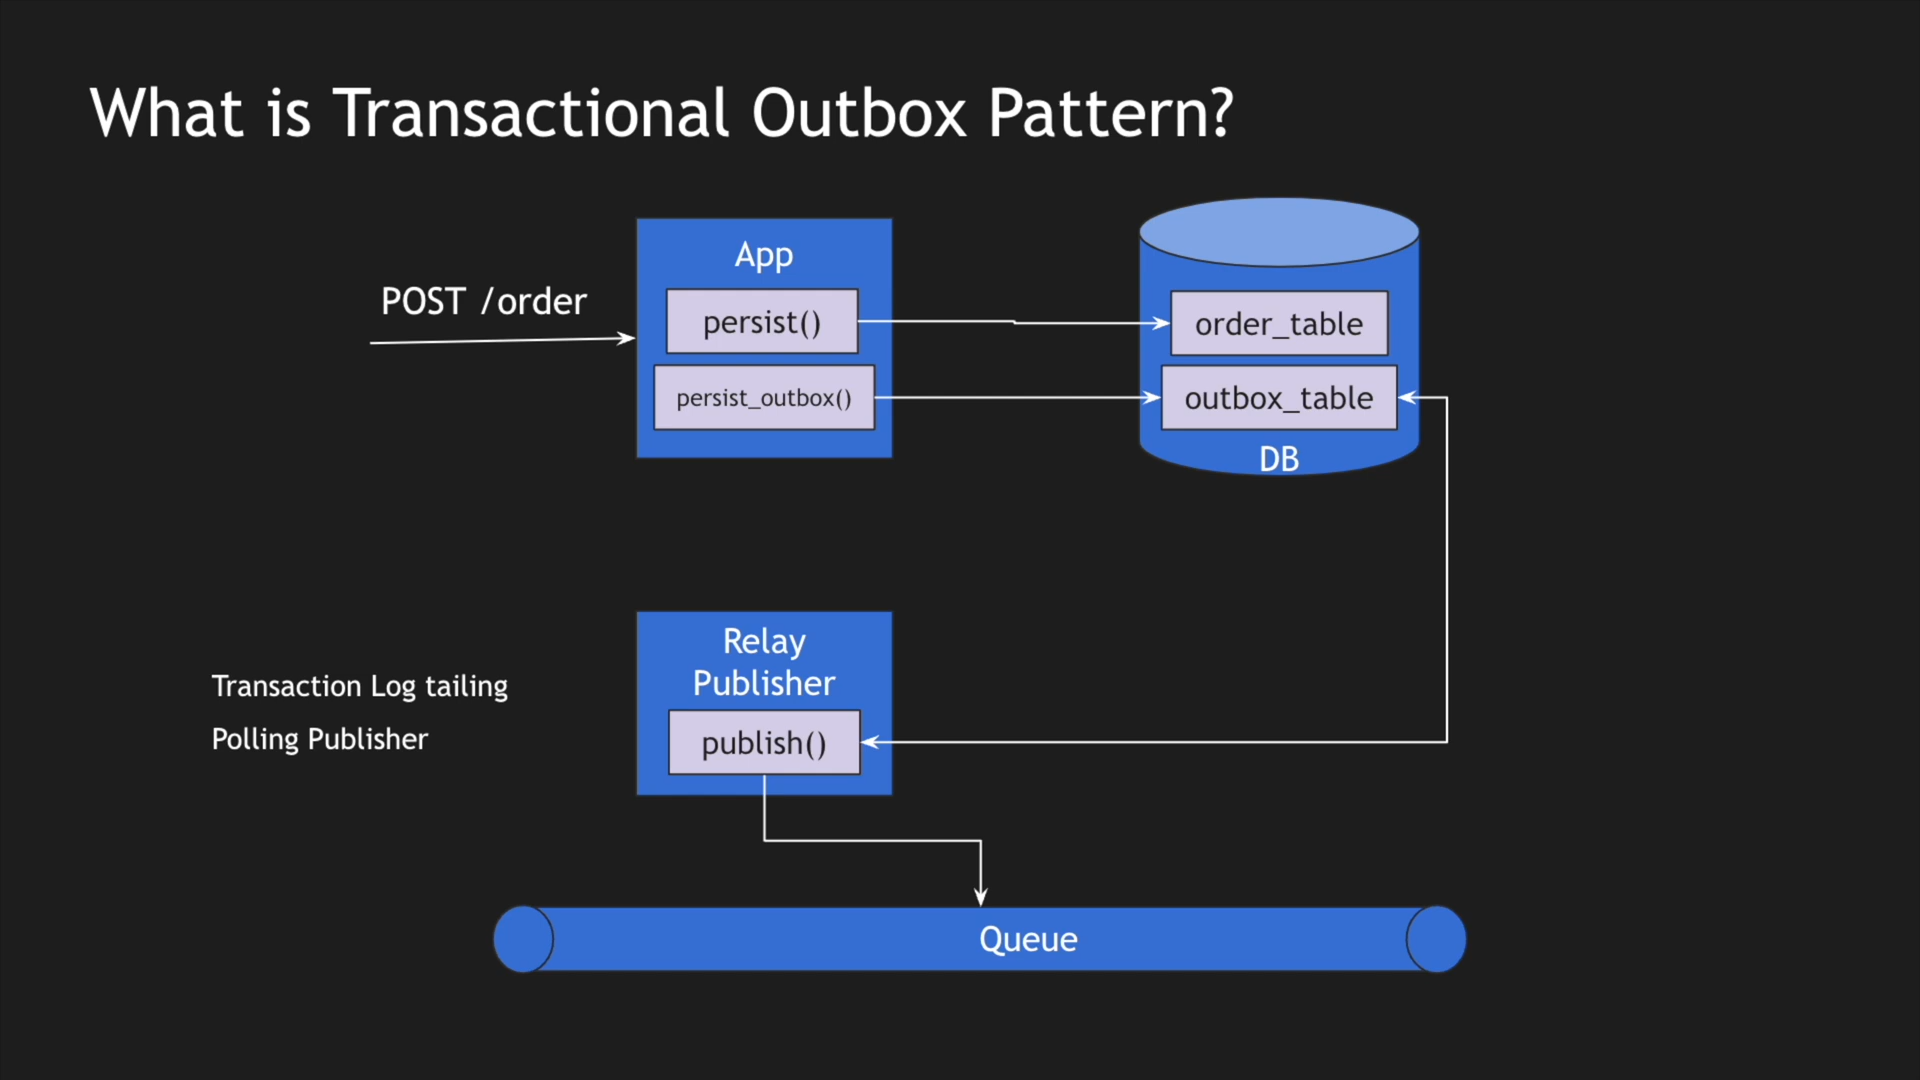 What is Transactional Outbox Pattern?
POST /order
App
persist()
persist_outbox()
order_table
outbox_table
DB
Transaction Log tailing
Polling Publisher
Relay
Publisher
publish()
Queue